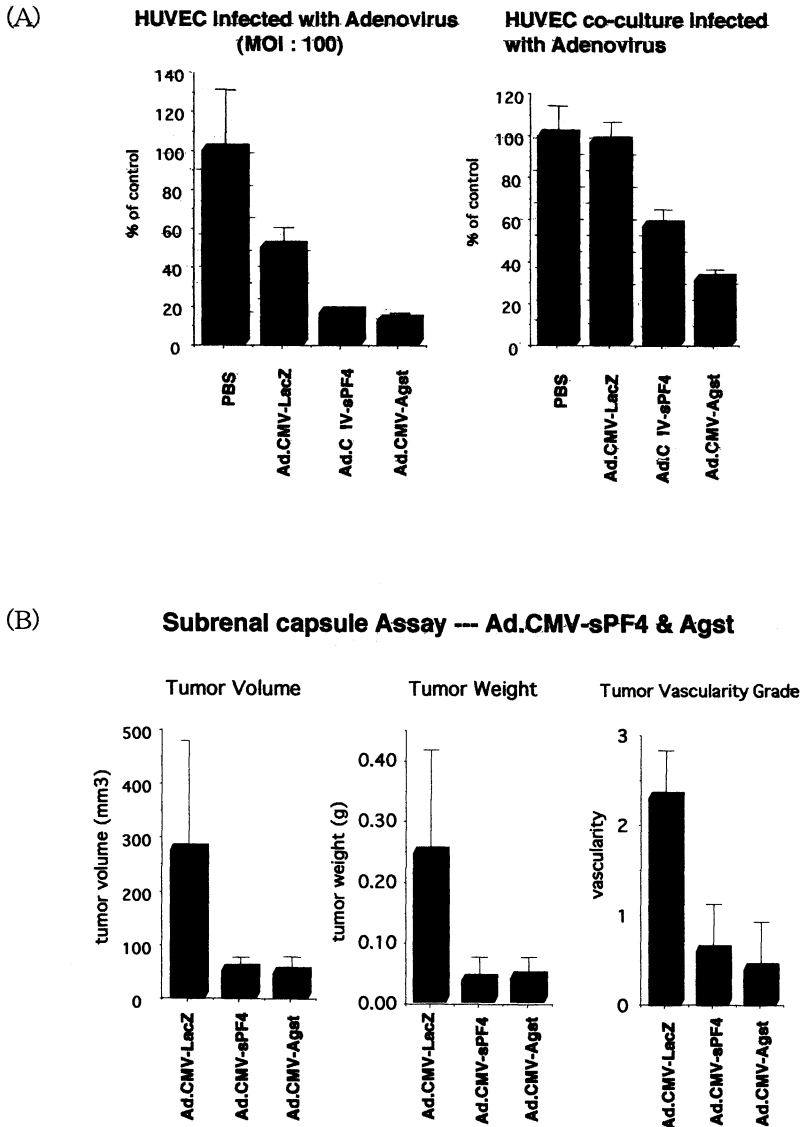 (A)
HUVEC Infected with Adenovirus
(MOI : 100)
140
120
100
80
60
40
20
0
% of control
PBS
Ad.CMV-LacZ
Ad.C IV-sPF4
Ad.CMV-Agst
HUVEC co-culture infected
with Adenovirus
120
100
80
60
40
20
0
% of control
PBS
Ad.CMV-LacZ
Ad.C IV-sPF4
Ad.CMV-Agst
(B)
Subrenal capsule Assay --- Ad.CMV-sPF4 & Agst
Tumor Volume
500
400
300
200
100
0
tumor volume (mm3)
Ad.CMV-LacZ
Ad.CMV-sPF4
Ad.CMV-Agst
Tumor Weight
0.40
0.30
0.20
0.10
0.00
tumor weight (g)
Ad.CMV-LacZ
Ad.CMV-sPF4
Ad.CMV-Agst
Tumor Vascularity Grade
3
2
1
0
vascularity
Ad.CMV-LacZ
Ad.CMV-sPF4
Ad.CMV-Agst